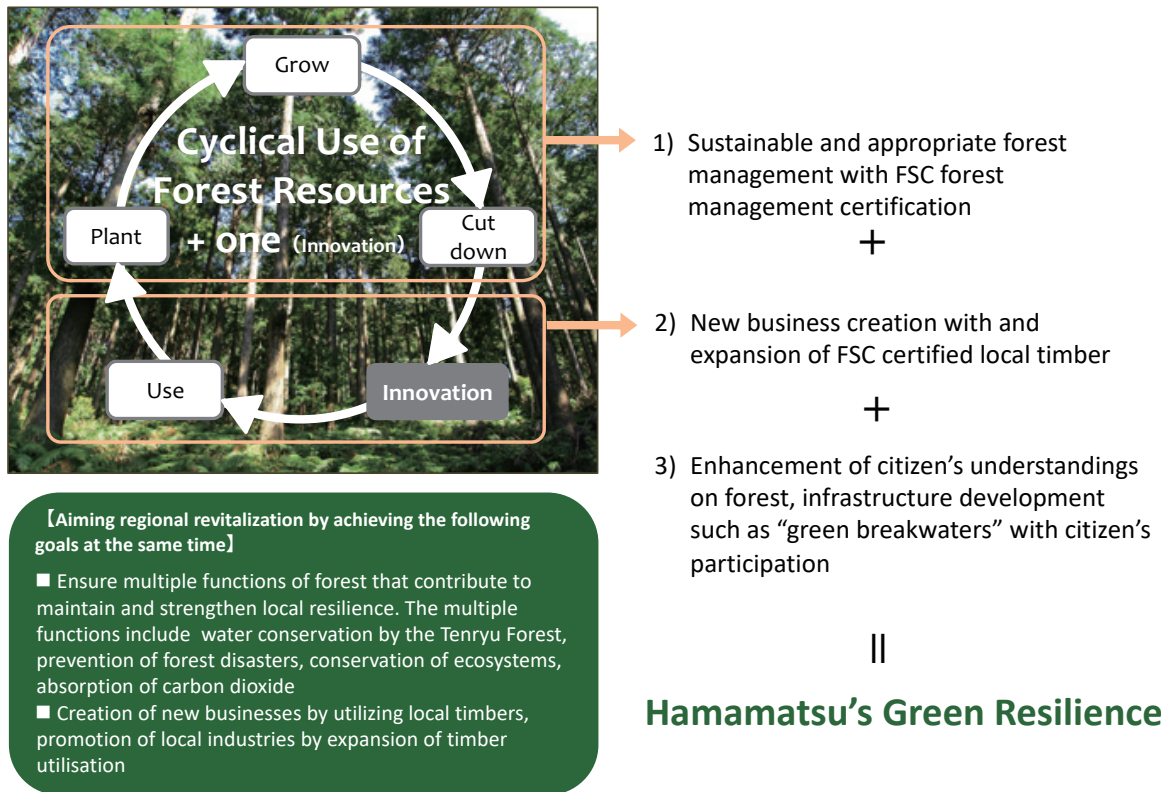 Grow
Cyclical Use of
Forest Resources
+ one (Innovation)
Plant
Cut
down
Use
Innovation
1) Sustainable and appropriate forest
management with FSC forest
management certification
+
2) New business creation with and
expansion of FSC certified local timber
+
3) Enhancement of citizen’s understandings
on forest, infrastructure development
such as “green breakwaters” with citizen’s
participation
=
Hamamatsu’s Green Resilience
【Aiming regional revitalization by achieving the following
goals at the same time】
■ Ensure multiple functions of forest that contribute to
maintain and strengthen local resilience. The multiple
functions include water conservation by the Tenryu Forest,
prevention of forest disasters, conservation of ecosystems,
absorption of carbon dioxide
■ Creation of new businesses by utilizing local timbers,
promotion of local industries by expansion of timber
utilisation